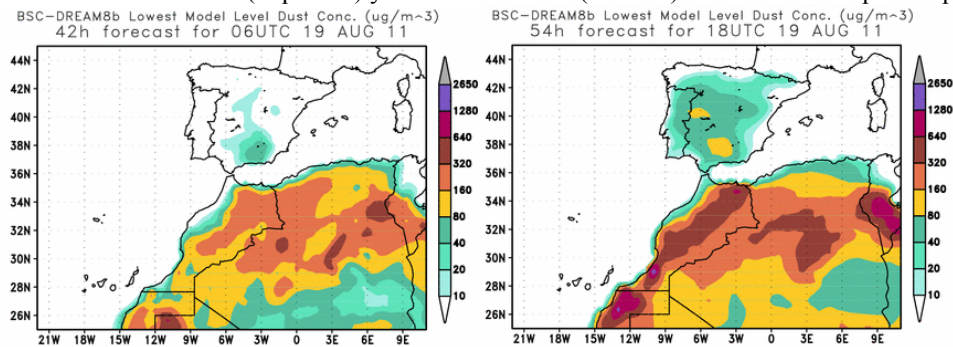 BSC-DREAM8b Lowest Model Level Dust Conc. (ug/m^3)
42h forecast for 06UTC 19 AUG 11
44N
42N
40N
38N
36N
34N
32N
30N
28N
26N
21W 18W 15W 12W 9W 6W 3W 0 3E 6E 9E
2650
1280
640
320
160
80
40
20
10
BSC-DREAM8b Lowest Model Level Dust Conc. (ug/m^3)
54h forecast for 18UTC 19 AUG 11
44N
42N
40N
38N
36N
34N
32N
30N
28N
26N
21W 18W 15W 12W 9W 6W 3W 0 3E 6E 9E
2650
1280
640
320
160
80
40
20
10